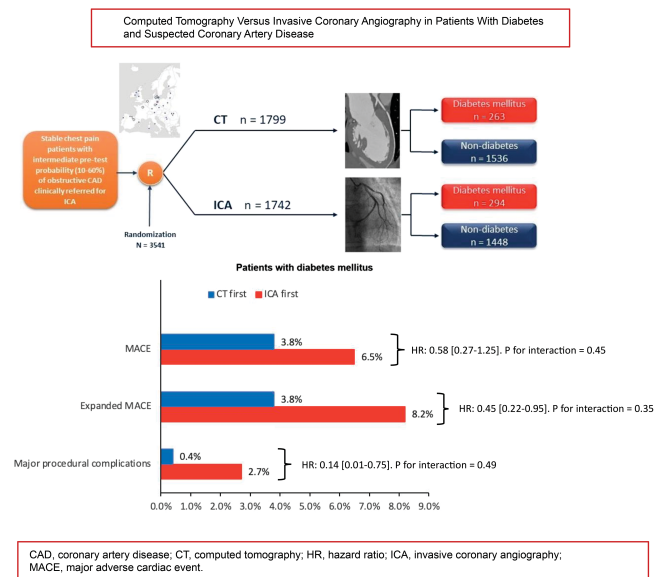 Computed Tomography Versus Invasive Coronary Angiography in Patients With Diabetes
and Suspected Coronary Artery Disease
Stable chest pain
patients with
intermediate pre-test
probability (10-60%)
of obstructive CAD
clinically referred for
ICA
R
Randomization
N = 3541
CT n = 1799
ICA n = 1742
Diabetes mellitus
n = 263
Non-diabetes
n = 1536
Diabetes mellitus
n = 294
Non-diabetes
n = 1448
Patients with diabetes mellitus
CT first ICA first
MACE
3.8%
6.5%
HR: 0.58 [0.27-1.25]. P for interaction = 0.45
Expanded MACE
3.8%
8.2%
HR: 0.45 [0.22-0.95]. P for interaction = 0.35
Major procedural complications
0.4%
2.7%
HR: 0.14 [0.01-0.75]. P for interaction = 0.49
0.0% 1.0% 2.0% 3.0% 4.0% 5.0% 6.0% 7.0% 8.0% 9.0%
CAD, coronary artery disease; CT, computed tomography; HR, hazard ratio; ICA, invasive coronary angiography;
MACE, major adverse cardiac event.